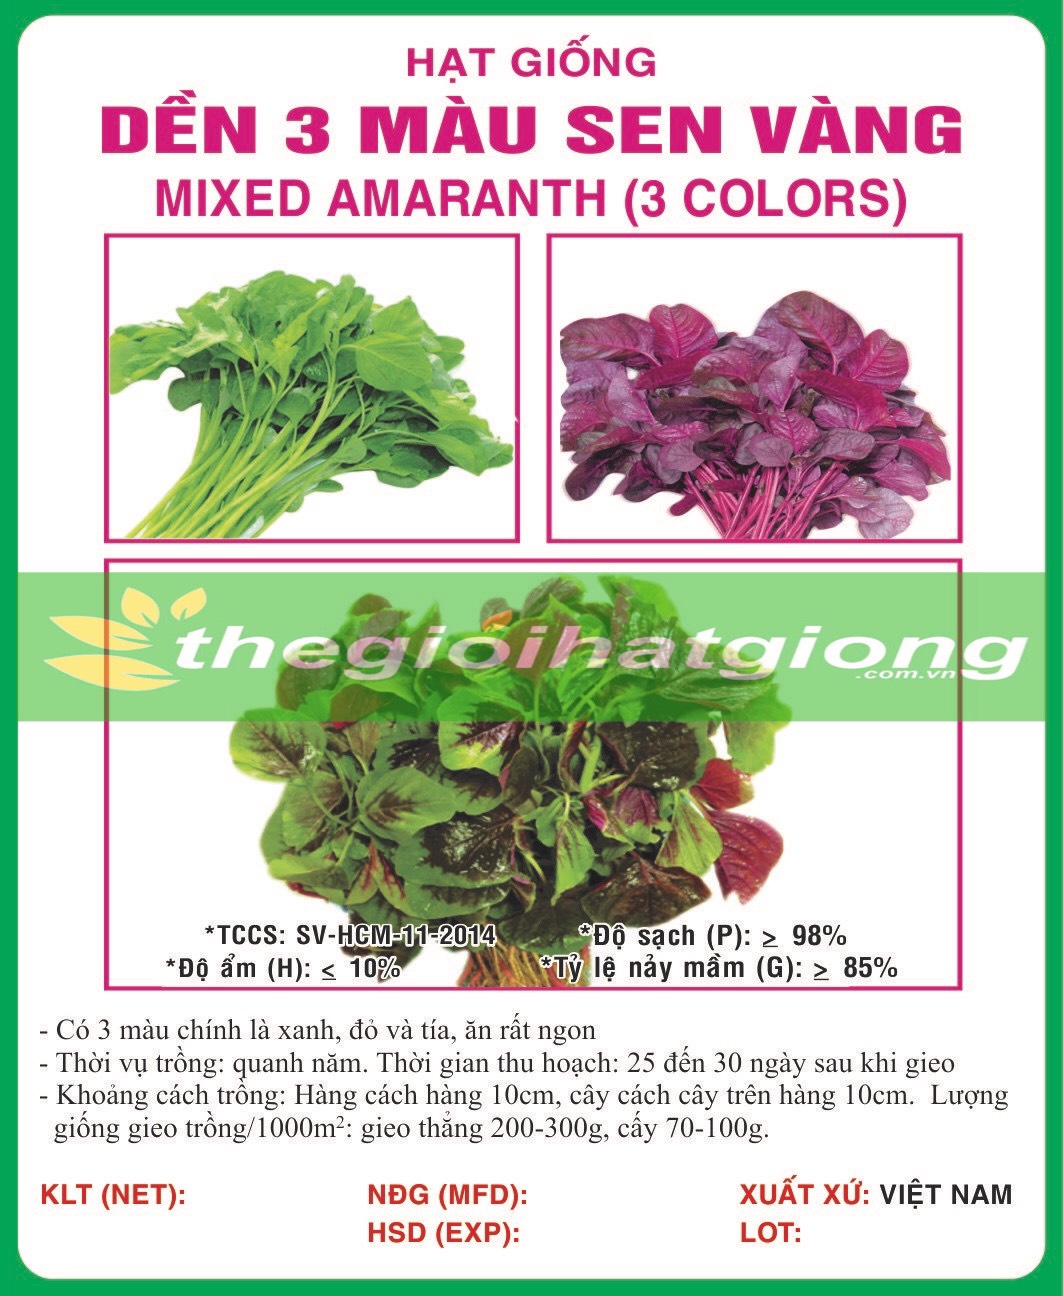 HẠT GIỐNG
DỀN 3 MÀU SEN VÀNG
MIXED AMARANTH (3 COLORS)
thegioihatgiong
.com.vn
*TCCS: SV-HCM-11-2014 *Độ sạch (P): ≥ 98%
*Độ ẩm (H): ≤ 10% *Tỷ lệ nảy mầm (G): ≥ 85%
- Có 3 màu chính là xanh, đỏ và tía, ăn rất ngon
- Thời vụ trồng: quanh năm. Thời gian thu hoạch: 25 đến 30 ngày sau khi gieo
- Khoảng cách trồng: Hàng cách hàng 10cm, cây cách cây trên hàng 10cm. Lượng
giống gieo trồng/1000m²: gieo thẳng 200-300g, cấy 70-100g.
KLT (NET): NĐG (MFD): XUẤT XỨ: VIỆT NAM
HSD (EXP): LOT: